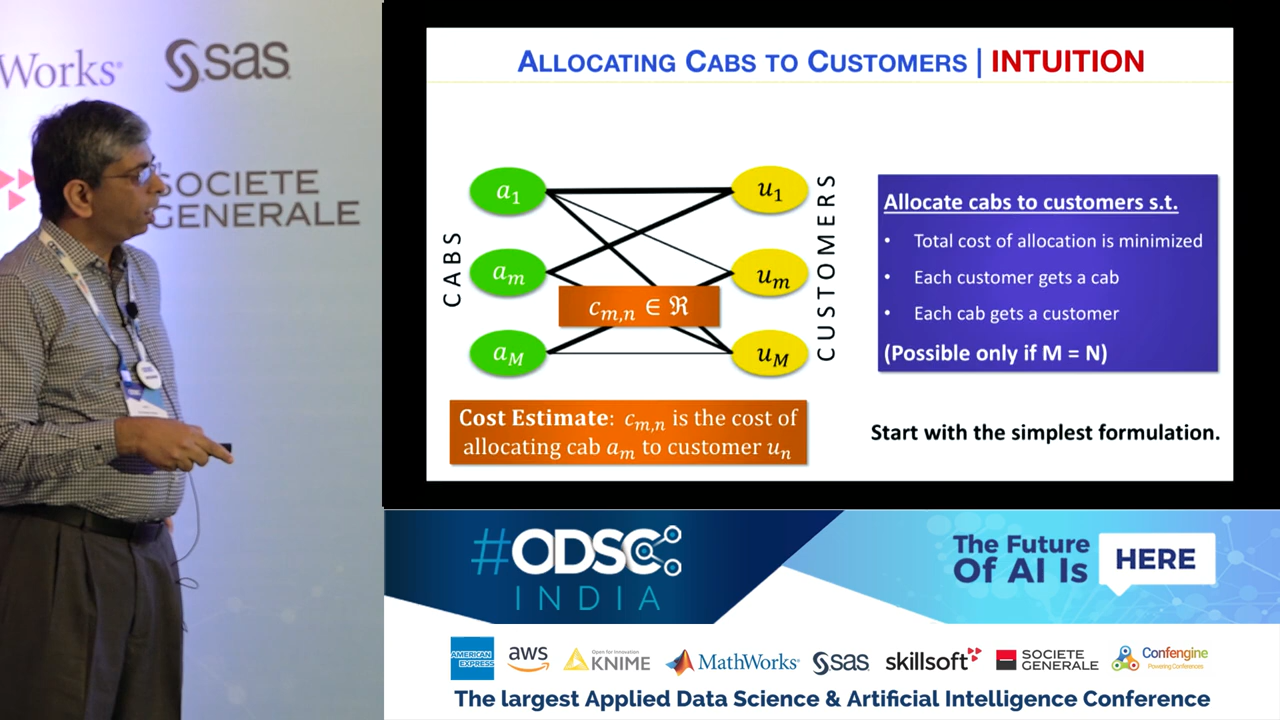 Works
sas
SOCIETE
GENERALE
ALLOCATING CABS TO CUSTOMERS | INTUITION
CABS
a1
am
aM
cm,n ∈ ℜ
u1
um
uM
CUSTOMERS
Allocate cabs to customers s.t.
• Total cost of allocation is minimized
• Each customer gets a cab
• Each cab gets a customer
(Possible only if M = N)
Cost Estimate: cm,n is the cost of
allocating cab am to customer un
Start with the simplest formulation.
#ODSC
INDIA
The Future
Of AI Is
HERE
AMERICAN
EXPRESS
aws
Open for Innovation
KNIME
MathWorks®
sas
skillsoft
SOCIETE
GENERALE
Confengine
Powering Conferences
The largest Applied Data Science & Artificial Intelligence Conference